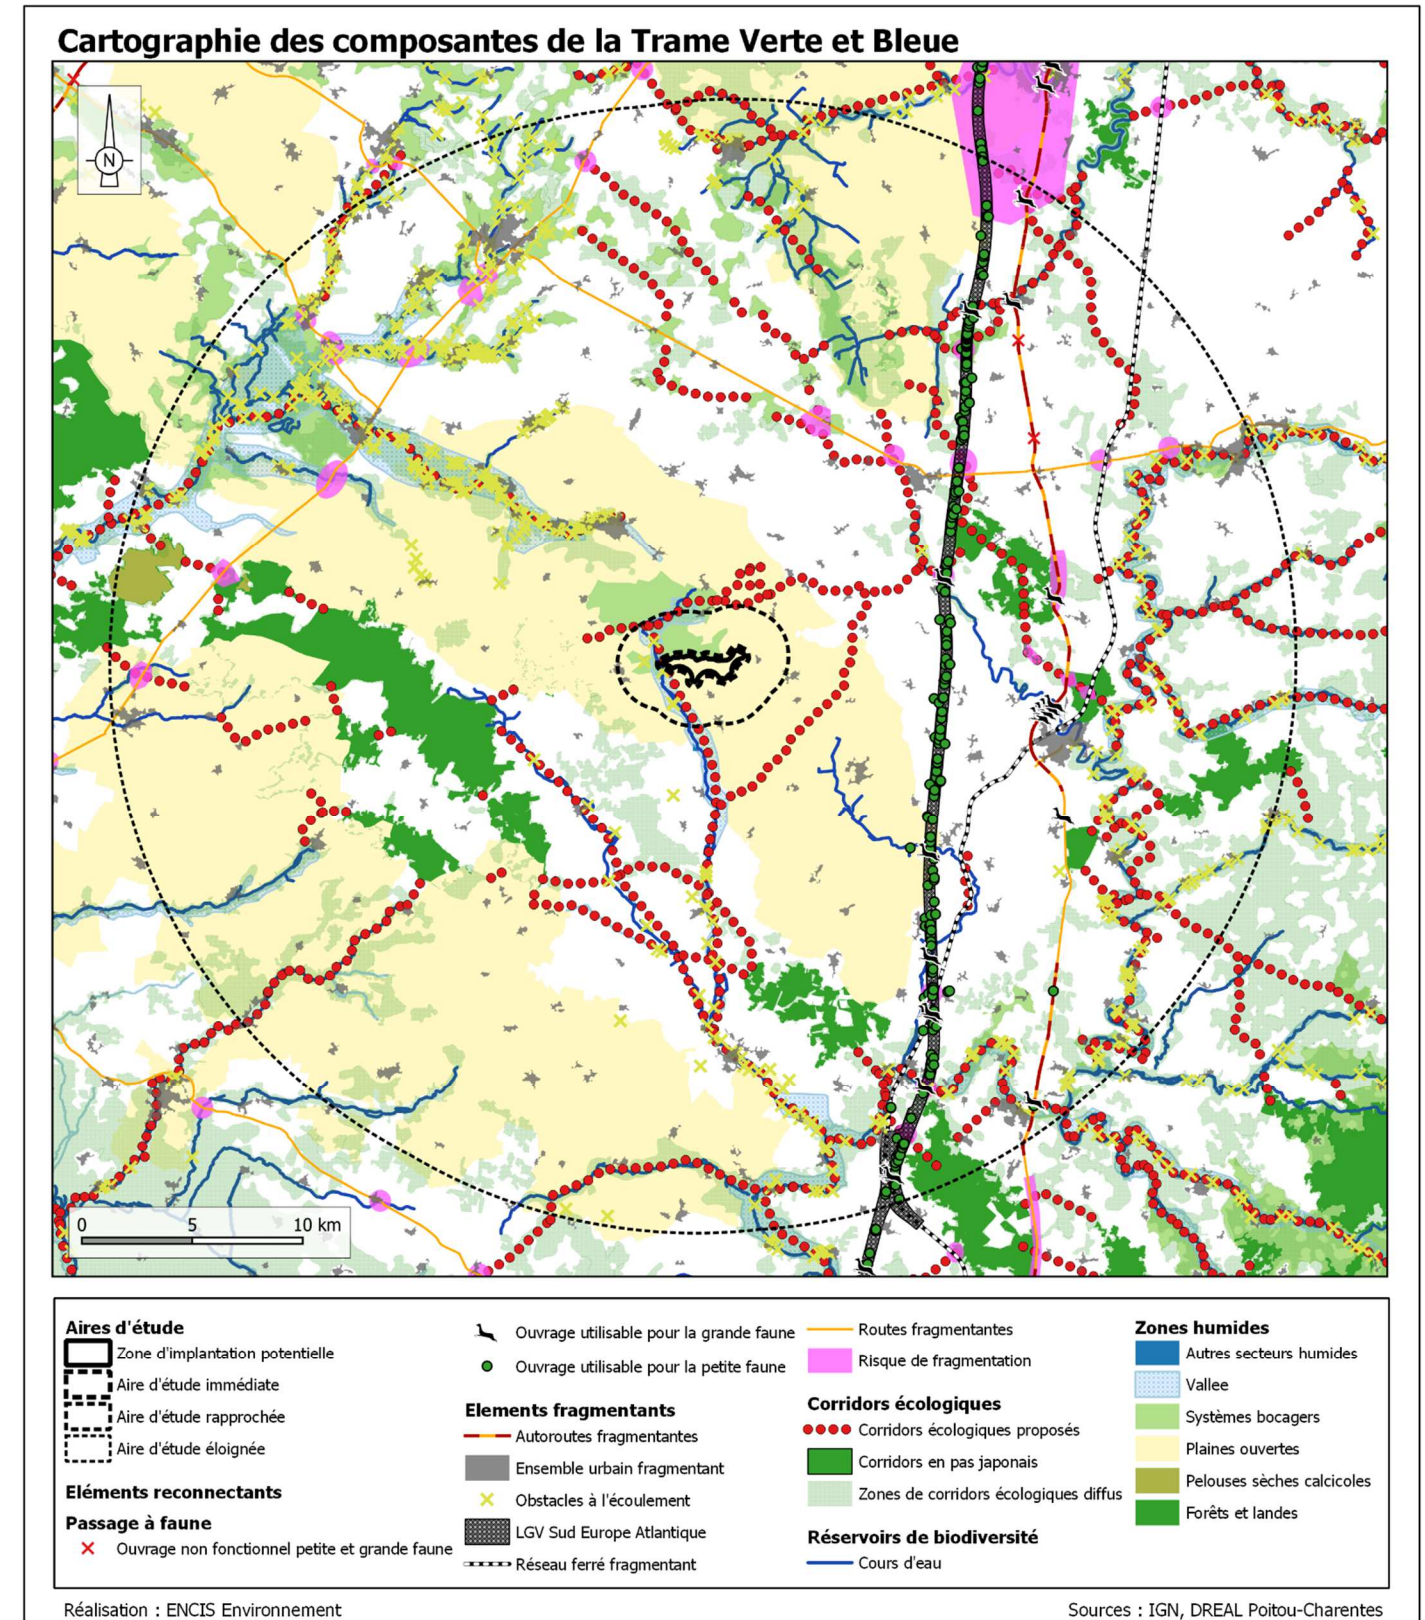 Cartographie des composantes de la Trame Verte et Bleue
N
0 5 10 km
Aires d'étude
Zone d'implantation potentielle
Aire d'étude immédiate
Aire d'étude rapprochée
Aire d'étude éloignée
Eléments reconnectants
Passage à faune
Ouvrage non fonctionnel petite et grande faune
Ouvrage utilisable pour la grande faune
Ouvrage utilisable pour la petite faune
Elements fragmentants
Autoroutes fragmentantes
Ensemble urbain fragmentant
Obstacles à l'écoulement
LGV Sud Europe Atlantique
Réseau ferré fragmentant
Routes fragmentantes
Risque de fragmentation
Corridors écologiques
Corridors écologiques proposés
Corridors en pas japonais
Zones de corridors écologiques diffus
Réservoirs de biodiversité
Cours d'eau
Zones humides
Autres secteurs humides
Vallee
Systèmes bocagers
Plaines ouvertes
Pelouses sèches calcicoles
Forêts et landes
Réalisation : ENCIS Environnement
Sources : IGN, DREAL Poitou-Charentes